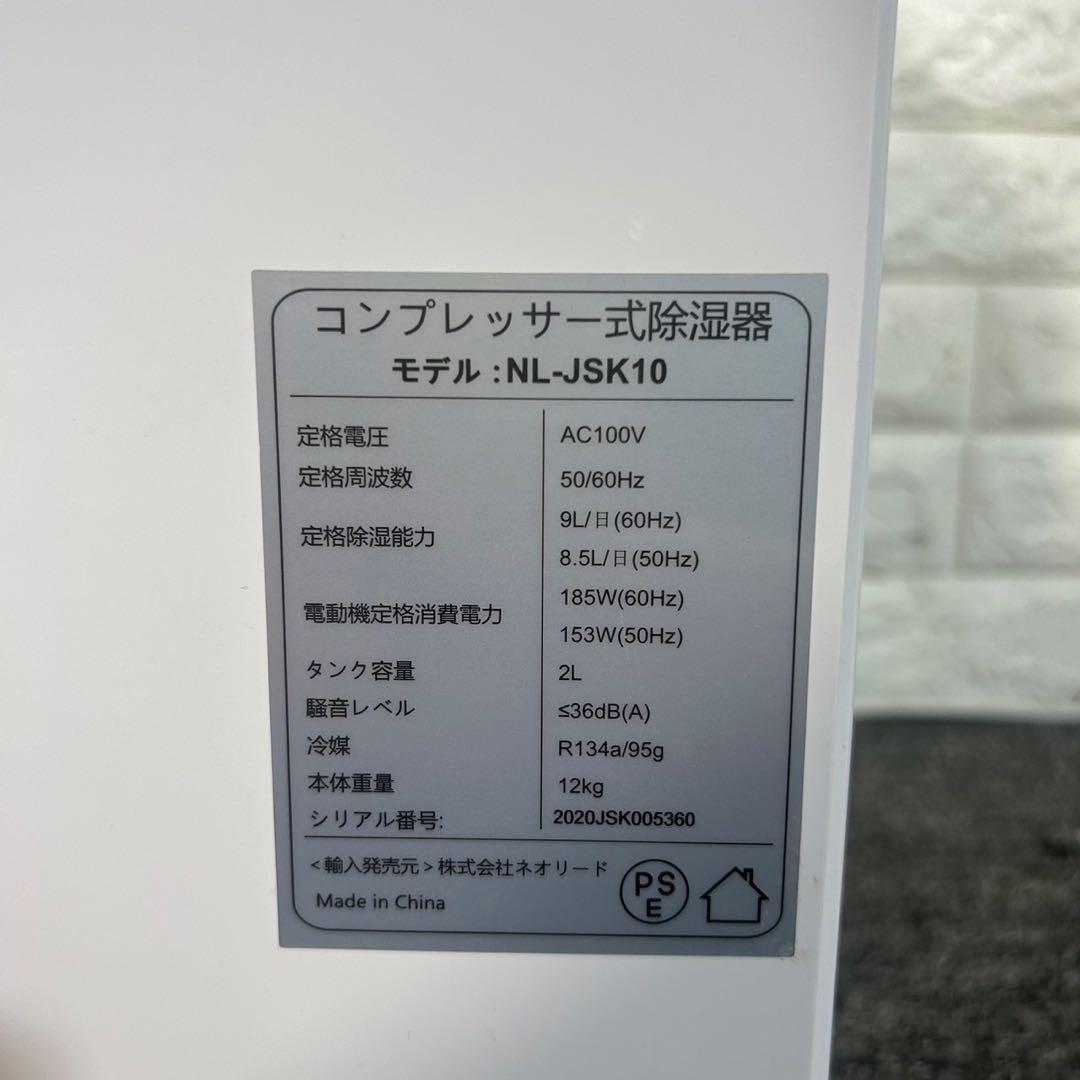 コンプレッサー式除湿器
モデル:NL-JSK10
定格電圧 AC100V
定格周波数 50/60Hz
定格除湿能力 9L/日(60Hz)
8.5L/日(50Hz)
電動機定格消費電力 185W(60Hz)
153W(50Hz)
タンク容量 2L
騒音レベル ≤36dB(A)
冷媒 R134a/95g
本体重量 12kg
シリアル番号: 2020JSK005360
<輸入発売元>株式会社ネオリード
Made in China
PS
E